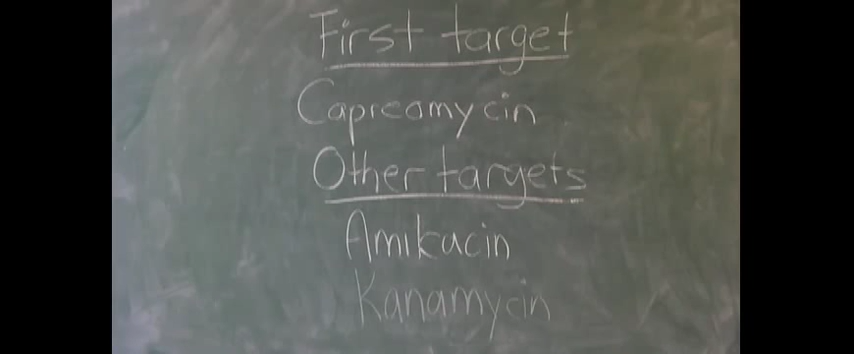 First target
Capreomycin
Other targets
Amikacin
Kanamycin